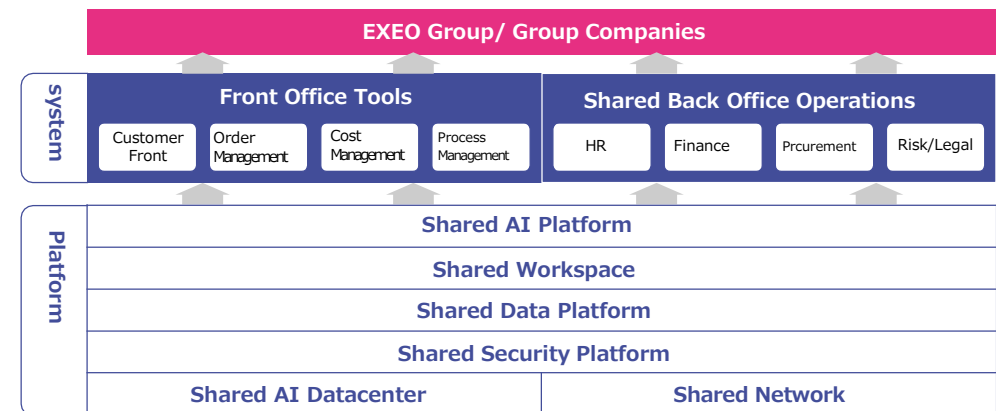 EXEO Group/ Group Companies
system
Front Office Tools
Customer
Front
Order
Management
Cost
Management
Process
Management
Shared Back Office Operations
HR
Finance
Prcurement
Risk/Legal
Platform
Shared AI Platform
Shared Workspace
Shared Data Platform
Shared Security Platform
Shared AI Datacenter
Shared Network